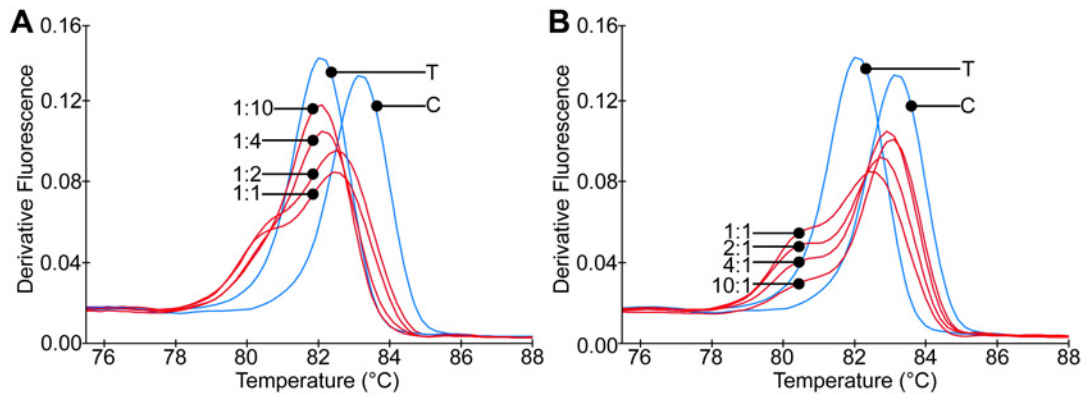 A
Derivative Fluorescence
0.16
0.12
0.08
0.04
0.00
T
C
1:10
1:4
1:2
1:1
76 78 80 82 84 86 88
Temperature (°C)
B
Derivative Fluorescence
0.16
0.12
0.08
0.04
0.00
T
C
1:1
2:1
4:1
10:1
76 78 80 82 84 86 88
Temperature (°C)